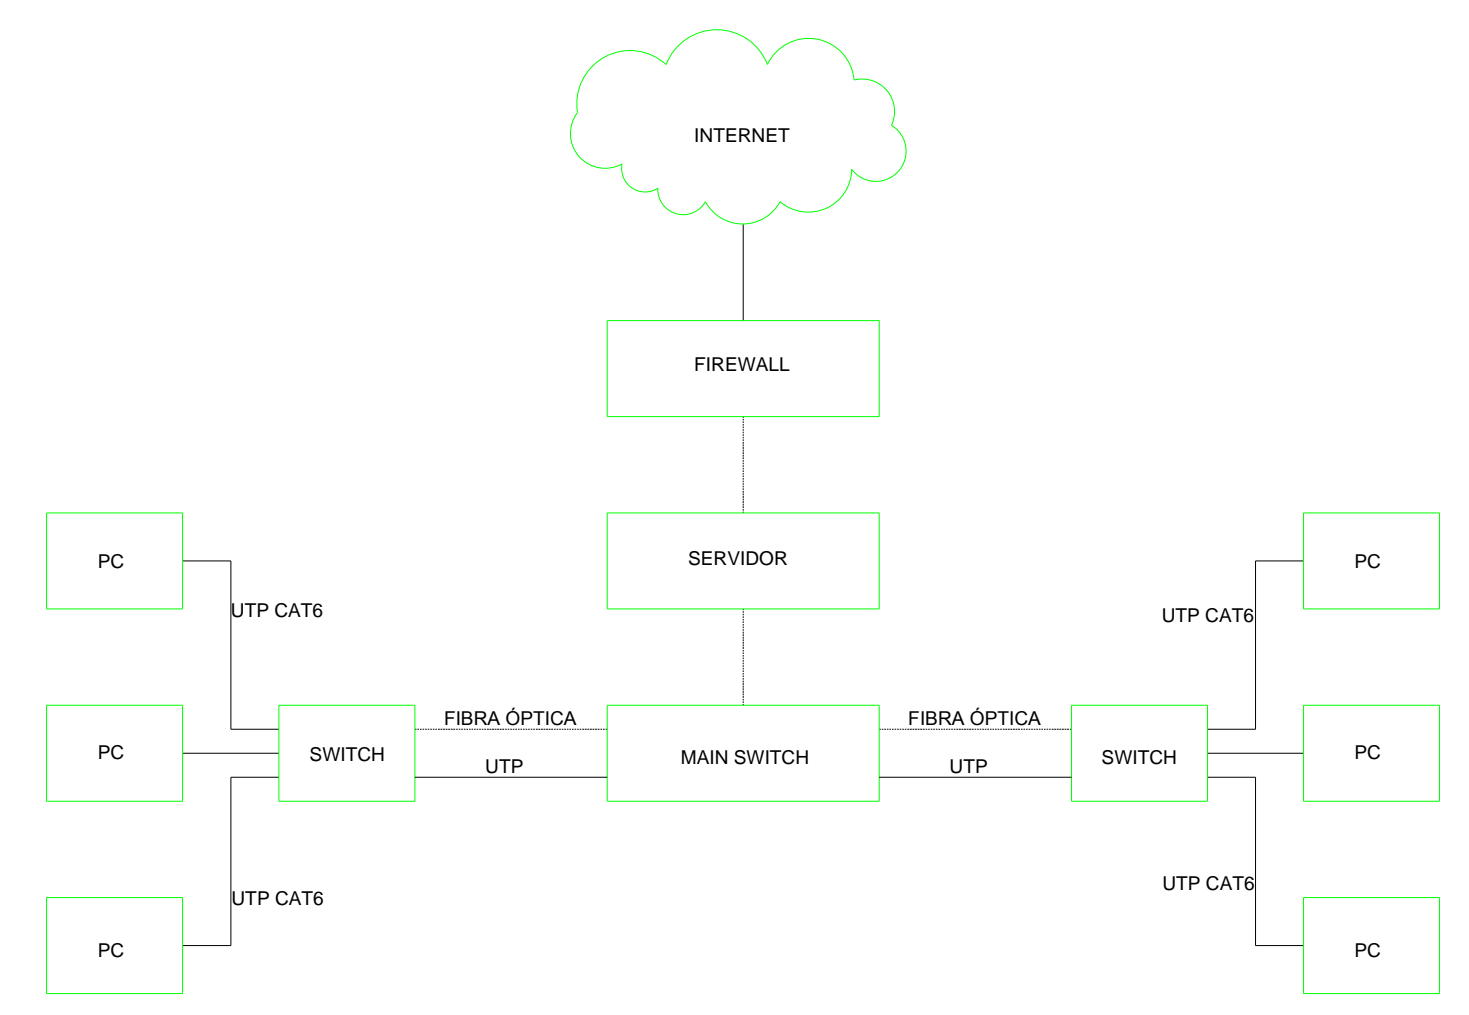 INTERNET
FIREWALL
SERVIDOR
PC
PC
UTP CAT6
UTP CAT6
FIBRA ÓPTICA
FIBRA ÓPTICA
PC
SWITCH
UTP
MAIN SWITCH
UTP
SWITCH
PC
UTP CAT6
UTP CAT6
PC
PC